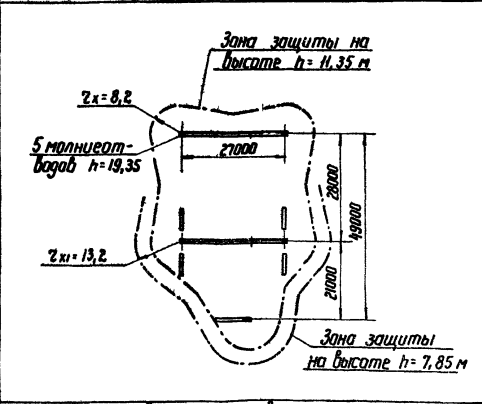 Зона защиты на
высоте h = 11,35 м
rx = 8,2
5 молниеот-
водов h = 19,35
27000
28000
49000
rx1 = 13,2
21000
Зона защиты
на высоте h = 7,85 м